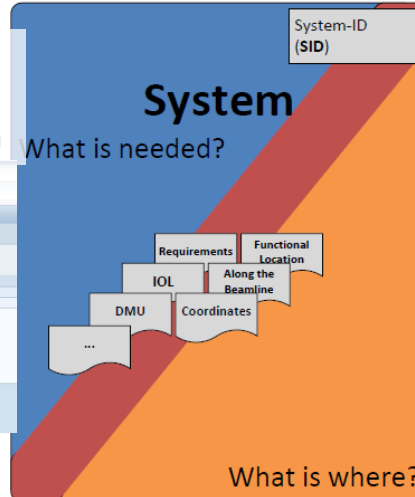 System-ID
(SID)
System
What is needed?
Requirements
Functional
Location
IOL
Along the
Beamline
DMU
Coordinates
...
What is where?